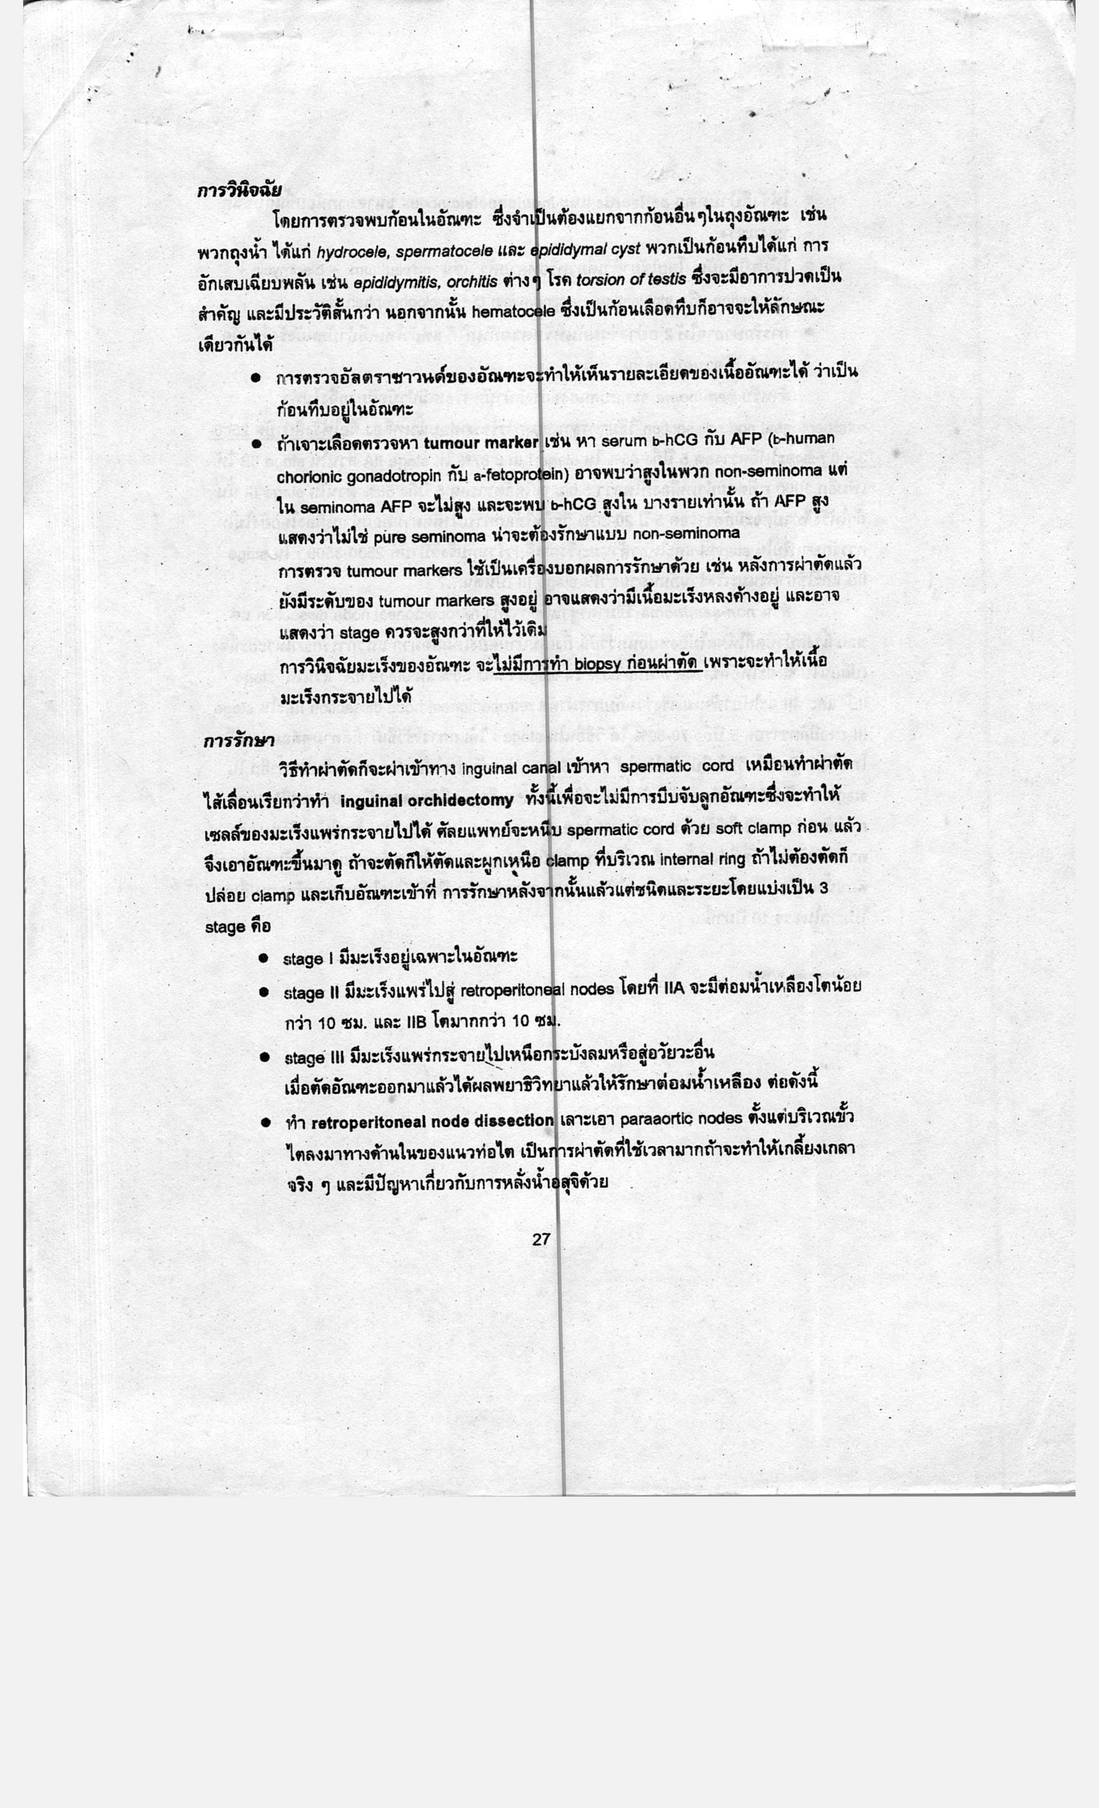 การวินิจฉัย
โดยการตรวจพบก้อนในอัณฑะ ซึ่งจำเป็นต้องแยกจากก้อนอื่นๆในถุงอัณฑะ เช่น
พวกถุงน้ำ ได้แก่ hydrocele, spermatocele และ epididymal cyst พวกเป็นก้อนทึบได้แก่ การ
อักเสบเฉียบพลัน เช่น epididymitis, orchitis ต่างๆ โรค torsion of testis ซึ่งจะมีอาการปวดเป็น
สำคัญ และมีประวัติสั้นกว่า นอกจากนั้น hematocele ซึ่งเป็นก้อนเลือดทึบก็อาจจะให้ลักษณะ
เดียวกันได้
● การตรวจอัลตราซาวนด์ของอัณฑะจะทำให้เห็นรายละเอียดของเนื้ออัณฑะได้ ว่าเป็น
ก้อนทึบอยู่ในอัณฑะ
● ถ้าเจาะเลือดตรวจหา tumour marker เช่น หา serum b-hCG กับ AFP (b-human
chorionic gonadotropin กับ a-fetoprotein) อาจพบว่าสูงในพวก non-seminoma แต่
ใน seminoma AFP จะไม่สูง และจะพบ b-hCG สูงใน บางรายเท่านั้น ถ้า AFP สูง
แสดงว่าไม่ใช่ pure seminoma น่าจะต้องรักษาแบบ non-seminoma
การตรวจ tumour markers ใช้เป็นเครื่องบอกผลการรักษาด้วย เช่น หลังการผ่าตัดแล้ว
ยังมีระดับของ tumour markers สูงอยู่ อาจแสดงว่ามีเนื้อมะเร็งหลงค้างอยู่ และอาจ
แสดงว่า stage ควรจะสูงกว่าที่ให้ไว้เดิม
การวินิจฉัยมะเร็งของอัณฑะ จะไม่มีการทำ biopsy ก่อนผ่าตัด เพราะจะทำให้เนื้อ
มะเร็งกระจายไปได้
การรักษา
วิธีทำผ่าตัดก็จะผ่าเข้าทาง inguinal canal เข้าหา spermatic cord เหมือนทำผ่าตัด
ไส้เลื่อนเรียกว่าทำ inguinal orchidectomy ทั้งนี้เพื่อจะไม่มีการบีบจับลูกอัณฑะซึ่งจะทำให้
เซลล์ของมะเร็งแพร่กระจายไปได้ ศัลยแพทย์จะหนีบ spermatic cord ด้วย soft clamp ก่อน แล้ว
จึงเอาอัณฑะขึ้นมาดู ถ้าจะตัดก็ให้ตัดและผูกเหนือ clamp ที่บริเวณ internal ring ถ้าไม่ต้องตัดก็
ปล่อย clamp และเก็บอัณฑะเข้าที่ การรักษาหลังจากนั้นแล้วแต่ชนิดและระยะโดยแบ่งเป็น 3
stage คือ
● stage I มีมะเร็งอยู่เฉพาะในอัณฑะ
● stage II มีมะเร็งแพร่ไปสู่ retroperitoneal nodes โดยที่ IIA จะมีต่อมน้ำเหลืองโตน้อย
กว่า 10 ซม. และ IIB โตมากกว่า 10 ซม.
● stage III มีมะเร็งแพร่กระจายไปเหนือกระบังลมหรือสู่อวัยวะอื่น
เมื่อตัดอัณฑะออกมาแล้วได้ผลพยาธิวิทยาแล้วให้รักษาต่อมน้ำเหลือง ต่อดังนี้
● ทำ retroperitoneal node dissection เลาะเอา paraaortic nodes ตั้งแต่บริเวณขั้ว
ไตลงมาทางด้านในของแนวท่อไต เป็นการผ่าตัดที่ใช้เวลามากถ้าจะทำให้เกลี้ยงเกลา
จริง ๆ และมีปัญหาเกี่ยวกับการหลั่งน้ำอสุจิด้วย
27